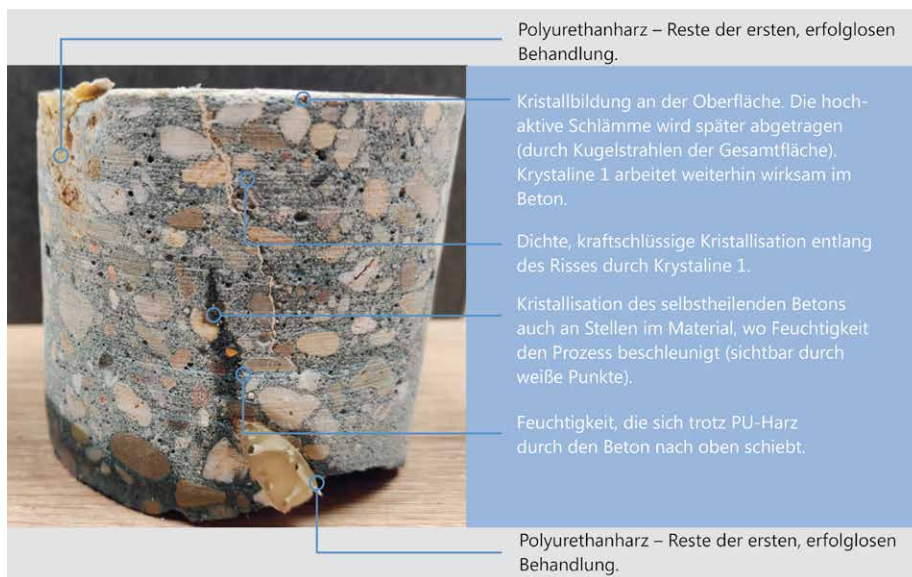 Polyurethanharz – Reste der ersten, erfolglosen
Behandlung.
Kristallbildung an der Oberfläche. Die hoch-
aktive Schlämme wird später abgetragen
(durch Kugelstrahlen der Gesamtfläche).
Krystaline 1 arbeitet weiterhin wirksam im
Beton.
Dichte, kraftschlüssige Kristallisation entlang
des Risses durch Krystaline 1.
Kristallisation des selbstheilenden Betons
auch an Stellen im Material, wo Feuchtigkeit
den Prozess beschleunigt (sichtbar durch
weiße Punkte).
Feuchtigkeit, die sich trotz PU-Harz
durch den Beton nach oben schiebt.
Polyurethanharz – Reste der ersten, erfolglosen
Behandlung.